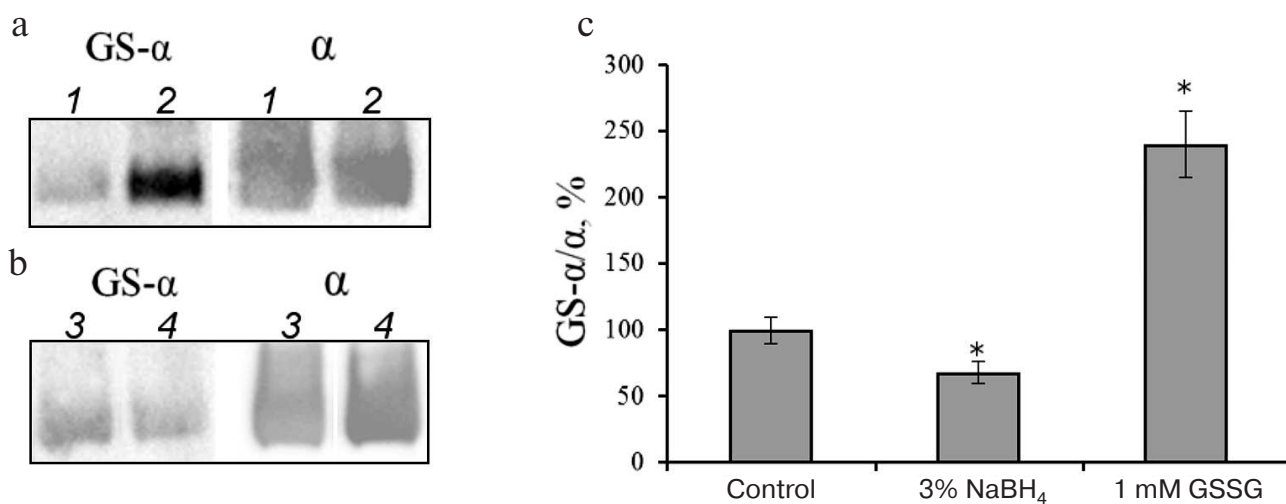 a
GS-α α
1 2 1 2
b
GS-α α
3 4 3 4
c
GS-α/α, %
300
250
200
150
100
50
0
*
*
Control 3% NaBH₄ 1 mM GSSG